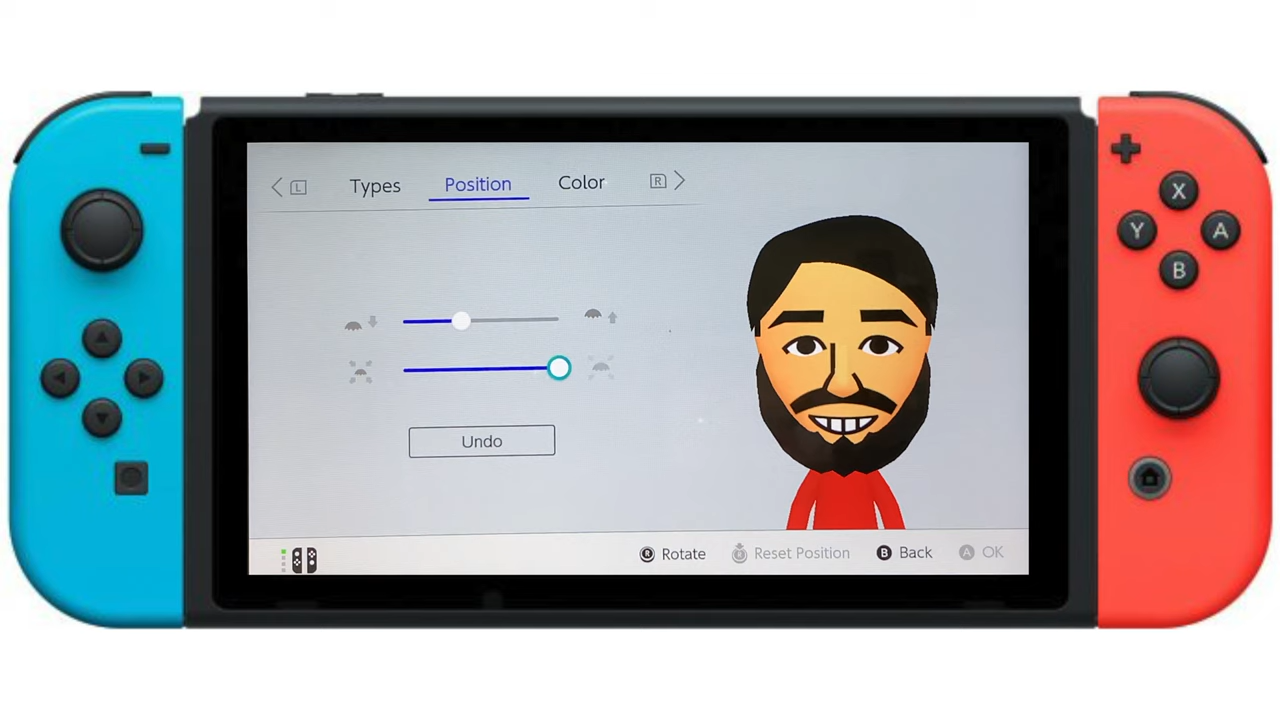 L Types Position Color R
Undo
R Rotate Reset Position B Back A OK
X
Y A
B